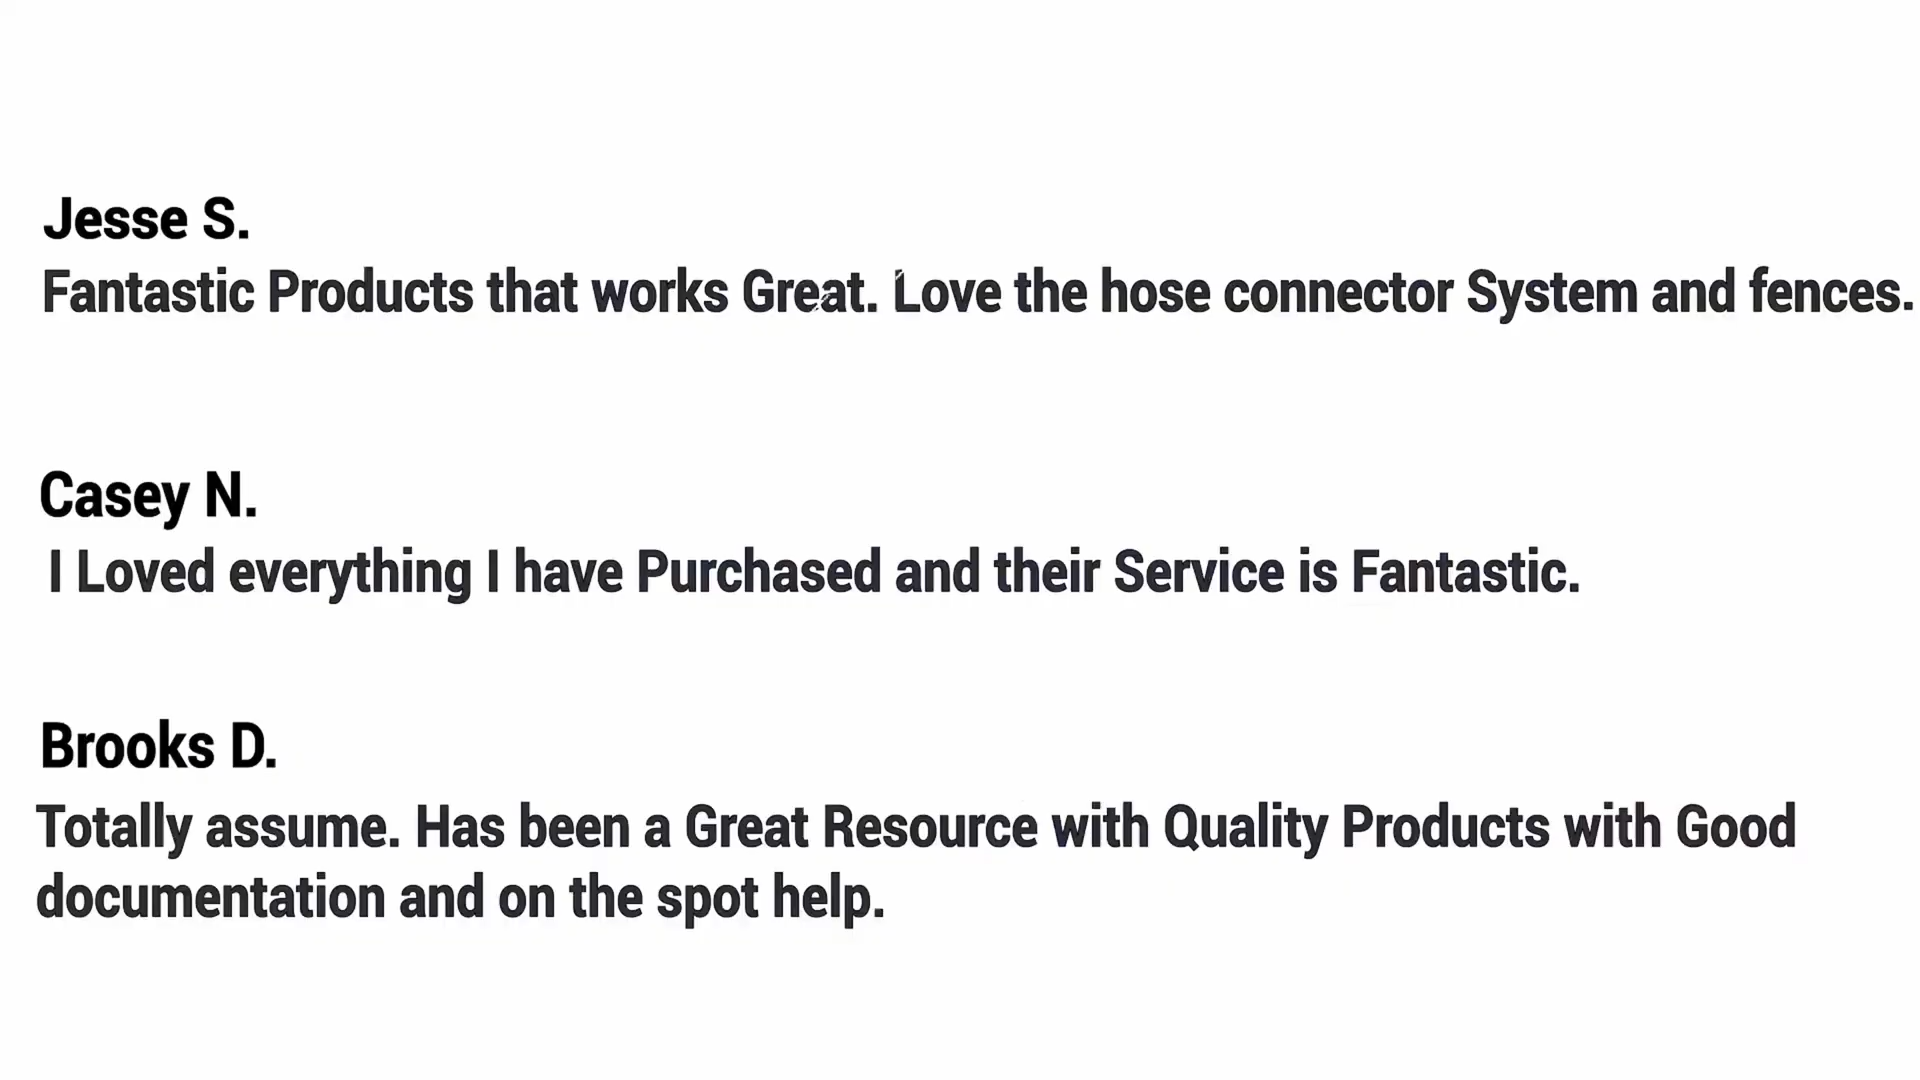 Jesse S.
Fantastic Products that works Great. Love the hose connector System and fences.
Casey N.
I Loved everything I have Purchased and their Service is Fantastic.
Brooks D.
Totally assume. Has been a Great Resource with Quality Products with Good
documentation and on the spot help.